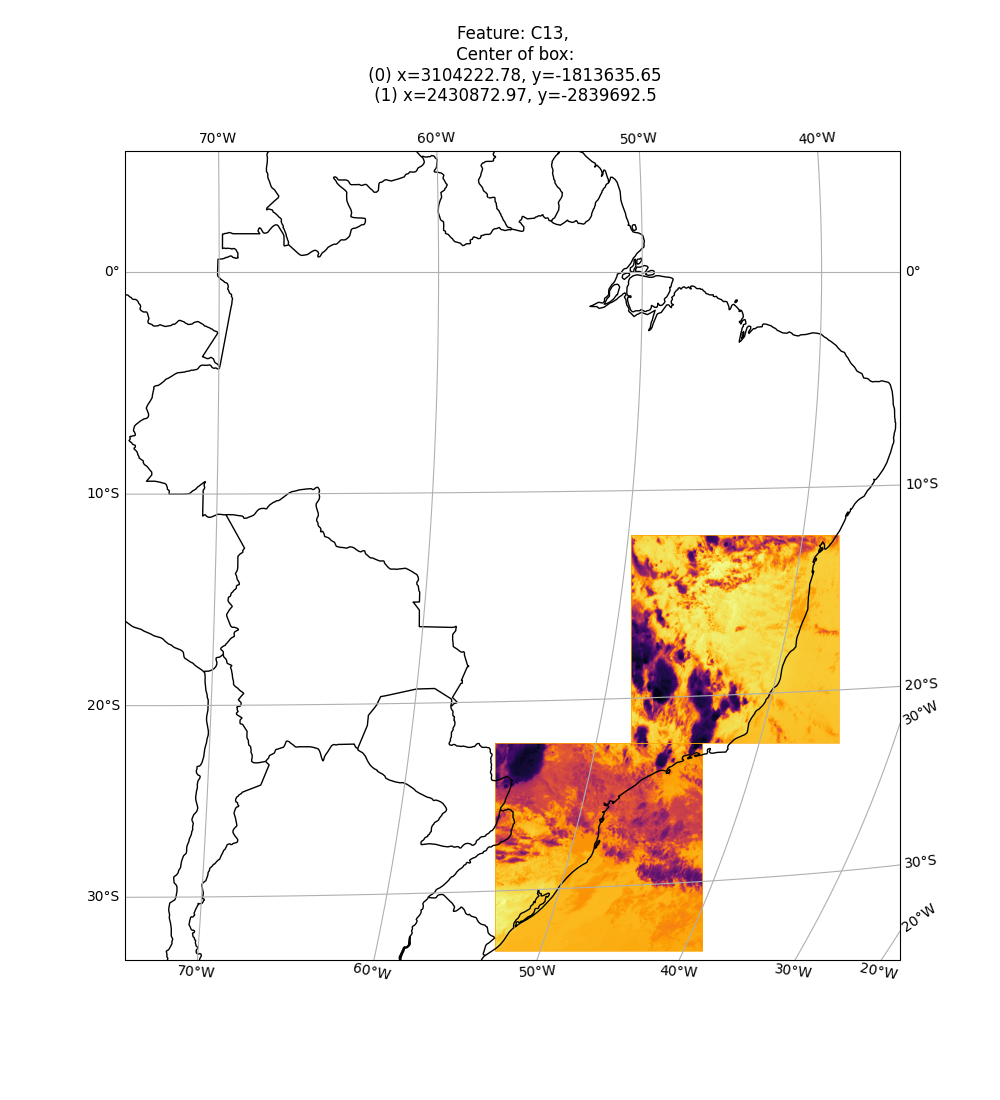 Feature: C13,
Center of box:
(0) x=3104222.78, y=-1813635.65
(1) x=2430872.97, y=-2839692.5
70°W 60°W 50°W 40°W
0° 0°
10°S 10°S
20°S 20°S
30°W
30°S 30°S
20°W
70°W 60°W 50°W 40°W 30°W 20°W